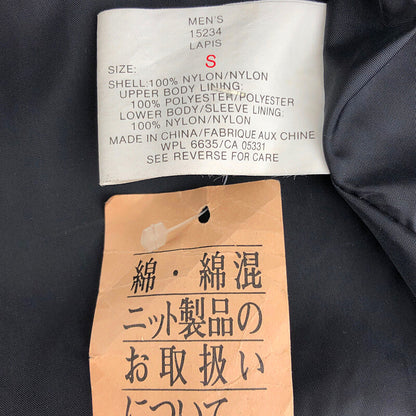 MEN'S
15234
LAPIS
SIZE: S
SHELL:100% NYLON/NYLON
UPPER BODY LINING:
100% POLYESTER/POLYESTER
LOWER BODY/SLEEVE LINING:
100% NYLON/NYLON
MADE IN CHINA/FABRIQUE AUX CHINE
WPL 6635/CA 05331
SEE REVERSE FOR CARE
綿・綿混
ニット製品の
お取扱い
について